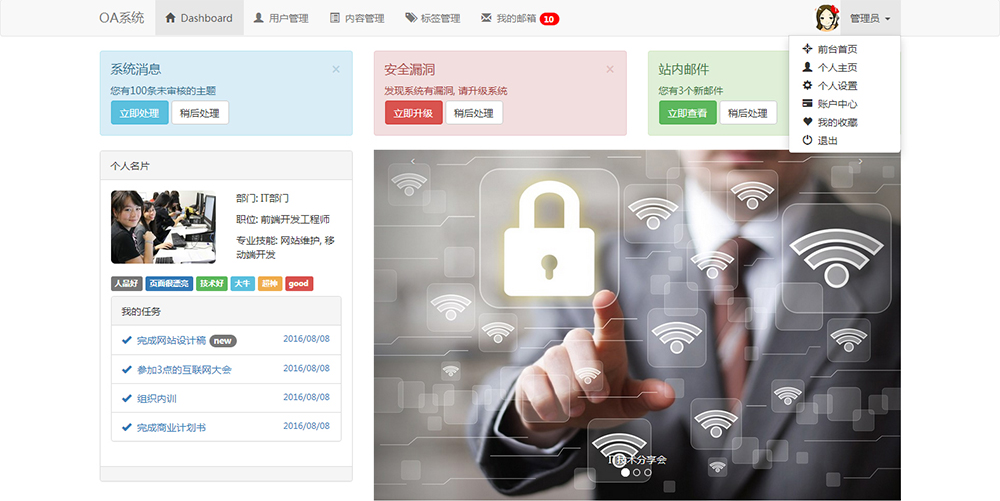 OA系统 Dashboard 用户管理 内容管理 标签管理 我的邮箱 10 管理员
前台首页
个人主页
个人设置
账户中心
我的收藏
退出
系统消息 ×
您有100条未审核的主题
立即处理 稍后处理
安全漏洞 ×
发现系统有漏洞, 请升级系统
立即升级 稍后处理
站内邮件
您有3个新邮件
立即查看 稍后处理
个人名片
部门: IT部门
职位: 前端开发工程师
专业技能: 网站维护, 移
动端开发
人品好 页面很漂亮 技术好 大牛 超神 good
我的任务
完成网站设计稿 new 2016/08/08
参加3点的互联网大会 2016/08/08
组织内训 2016/08/08
完成商业计划书 2016/08/08
IT技术分享会